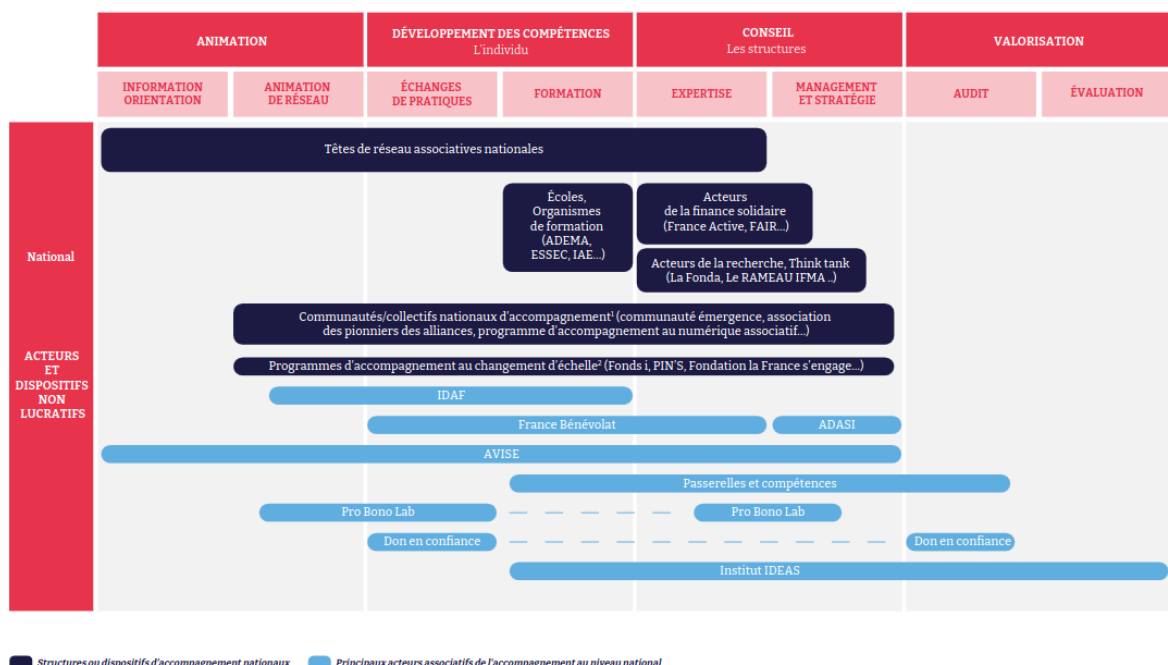 ANIMATION
DÉVELOPPEMENT DES COMPÉTENCES
L'individu
CONSEIL
Les structures
VALORISATION
INFORMATION
ORIENTATION
ANIMATION
DE RÉSEAU
ÉCHANGES
DE PRATIQUES
FORMATION
EXPERTISE
MANAGEMENT
ET STRATÉGIE
AUDIT
ÉVALUATION
National
ACTEURS
ET
DISPOSITIFS
NON
LUCRATIFS
Têtes de réseau associatives nationales
Écoles,
Organismes
de formation
(ADEMA,
ESSEC, IAE...)
Acteurs
de la finance solidaire
(France Active, FAIR...)
Acteurs de la recherche, Think tank
(La Fonda, Le RAMEAU IFMA ..)
Communautés/collectifs nationaux d'accompagnement¹ (communauté émergence, association
des pionniers des alliances, programme d'accompagnement au numérique associatif...)
Programmes d'accompagnement au changement d'échelle² (Fonds i, PIN'S, Fondation la France s'engage...)
IDAF
France Bénévolat
ADASI
AVISE
Passerelles et compétences
Pro Bono Lab
Pro Bono Lab
Don en confiance
Don en confiance
Institut IDEAS
Structures ou dispositifs d'accompagnement nationaux
Principaux acteurs associatifs de l'accompagnement au niveau national